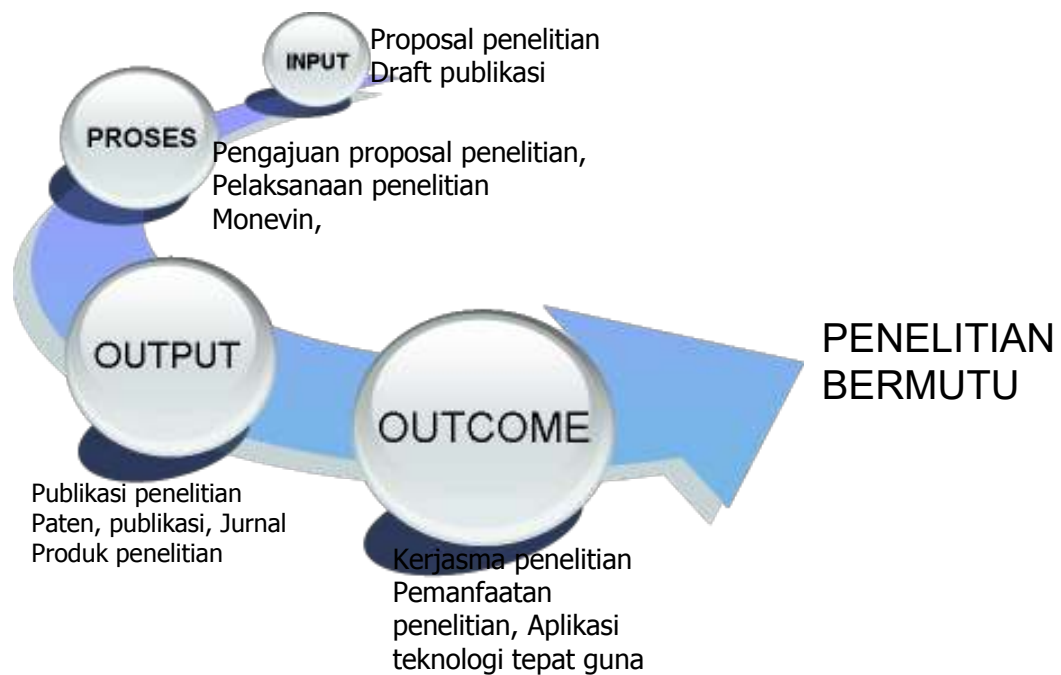 INPUT
Proposal penelitian
Draft publikasi
PROSES
Pengajuan proposal penelitian,
Pelaksanaan penelitian
Monevin,
OUTPUT
Publikasi penelitian
Paten, publikasi, Jurnal
Produk penelitian
OUTCOME
Kerjasma penelitian
Pemanfaatan
penelitian, Aplikasi
teknologi tepat guna
PENELITIAN
BERMUTU